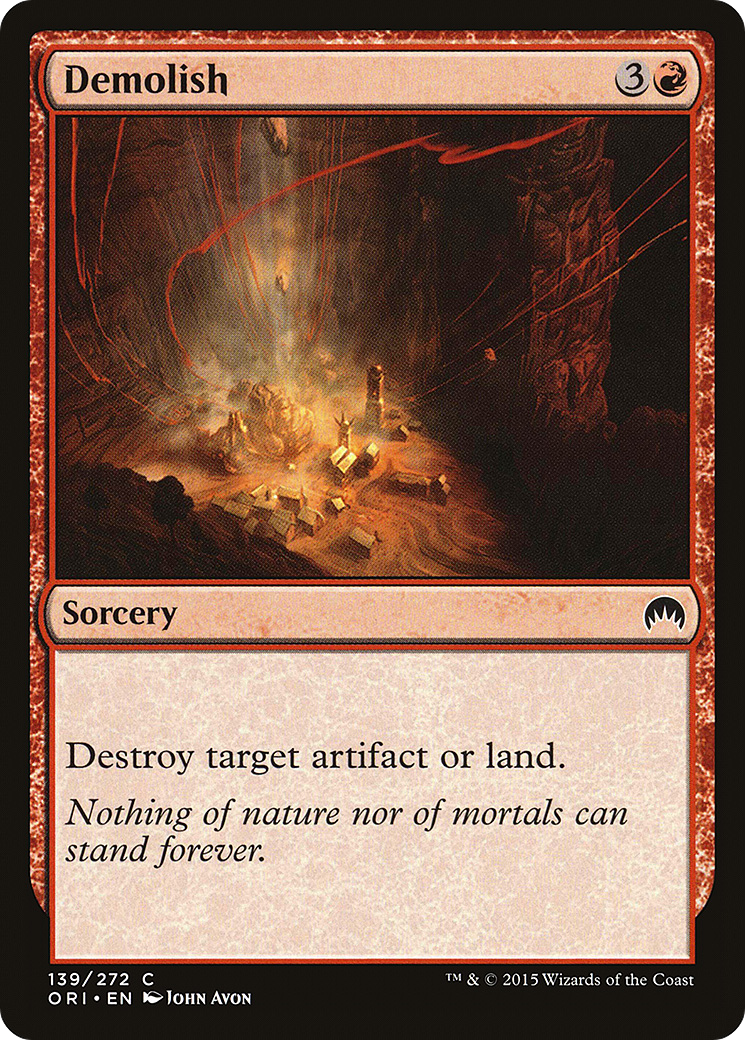 Demolish 3
Sorcery
Destroy target artifact or land.
Nothing of nature nor of mortals can
stand forever.
139/272 C
ORI • EN JOHN AVON
™ & © 2015 Wizards of the Coast